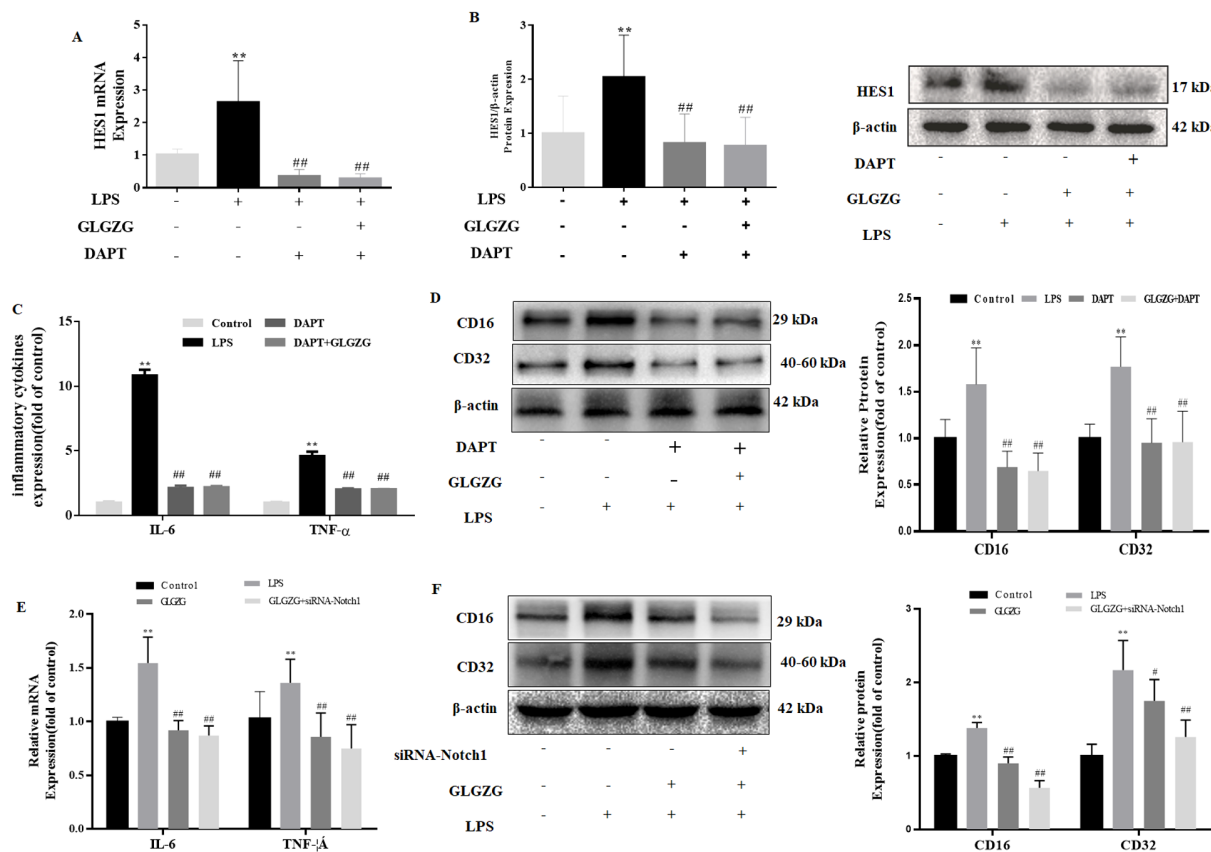 A
HES1 mRNA
Expression
6
5
4
3
2
1
0
**
##
##
LPS - + + +
GLGZG - - - +
DAPT - - + +
B
HES1/β-actin
Protein Expression
3
2
1
0
**
##
##
LPS - + + +
GLGZG - - - +
DAPT - - + +
HES1 17 kDa
β-actin 42 kDa
DAPT - - - +
GLGZG - - + +
LPS - + + +
C
inflammatory cytokines
expression(fold of control)
15
10
5
0
Control DAPT
LPS DAPT+GLGZG
** ## ## ** ## ##
IL-6 TNF-α
D
CD16 29 kDa
CD32 40-60 kDa
β-actin 42 kDa
DAPT - - + +
GLGZG - - - +
LPS - + + +
Relative Ptrotein
Expression(fold of control)
2.5
2.0
1.5
1.0
0.5
0.0
Control LPS DAPT GLGZG+DAPT
** ## ## ** ## ##
CD16 CD32
E
Relative mRNA
Expression(fold of control)
2.0
1.5
1.0
0.5
0.0
Control LPS
GLGZG GLGZG+siRNA-Notch1
** ## ## ** ## ##
IL-6 TNF-¦Á
F
CD16 29 kDa
CD32 40-60 kDa
β-actin 42 kDa
siRNA-Notch1 - - - +
GLGZG - - + +
LPS - + + +
Relative protein
Expression(fold of control)
3
2
1
0
Control LPS
GLGZG GLGZG+siRNA-Notch1
** ## ## ** # ##
CD16 CD32